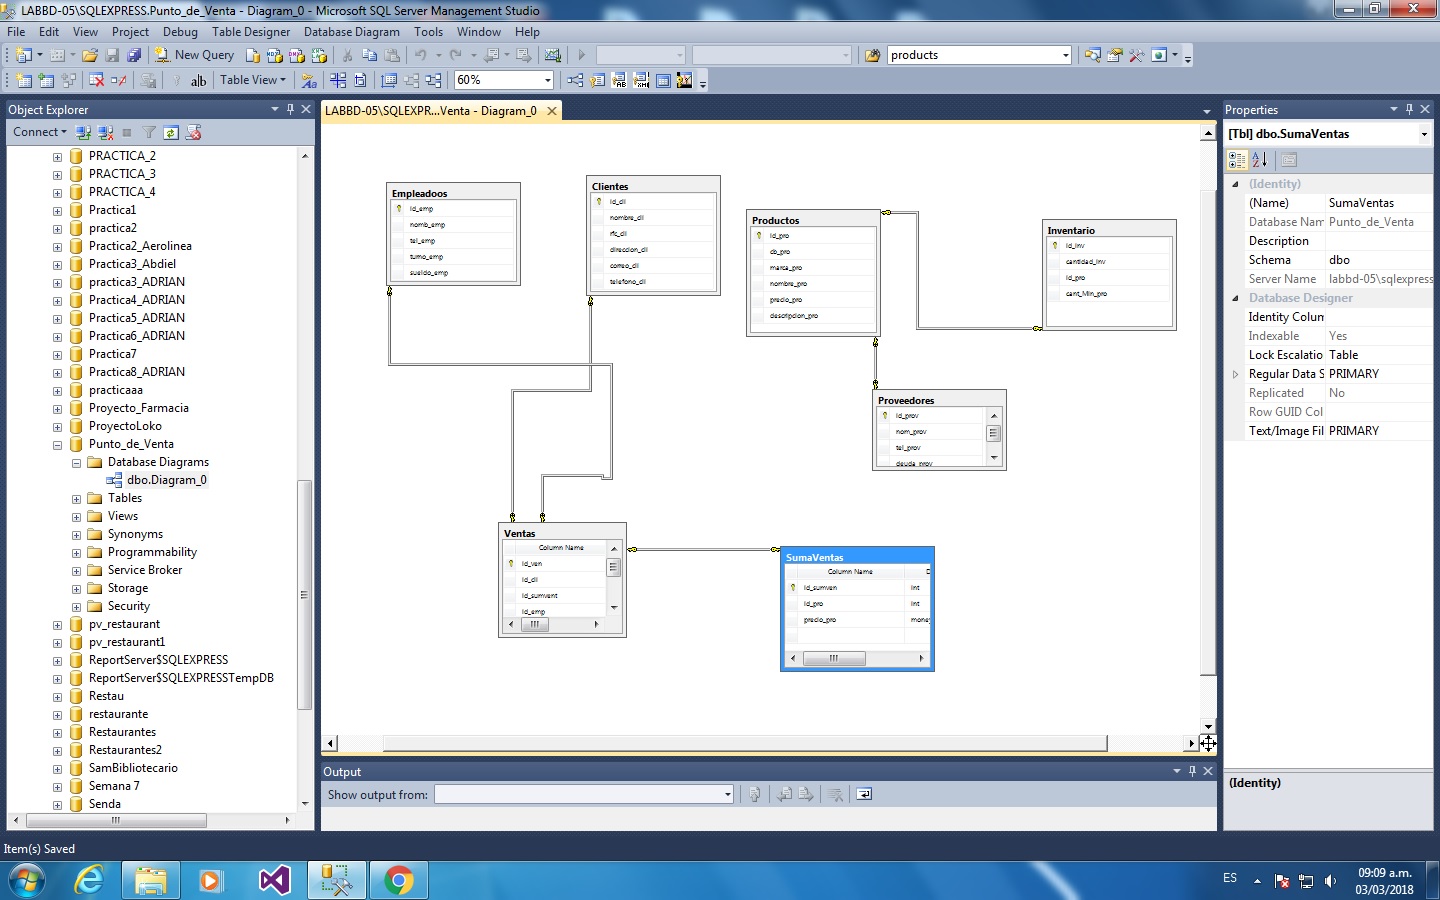 LABBD-05\SQLEXPRESS.Punto_de_Venta - Diagram_0 - Microsoft SQL Server Management Studio
File Edit View Project Debug Table Designer Database Diagram Tools Window Help
New Query
products
Table View
60%
Object Explorer
Connect
PRACTICA_2
PRACTICA_3
PRACTICA_4
Practica1
practica2
Practica2_Aerolinea
Practica3_Abdiel
practica3_ADRIAN
Practica4_ADRIAN
Practica5_ADRIAN
Practica6_ADRIAN
Practica7
Practica8_ADRIAN
practicaaa
Proyecto_Farmacia
ProyectoLoko
Punto_de_Venta
Database Diagrams
dbo.Diagram_0
Tables
Views
Synonyms
Programmability
Service Broker
Storage
Security
pv_restaurant
pv_restaurant1
ReportServer$SQLEXPRESS
ReportServer$SQLEXPRESSTempDB
Restau
restaurante
Restaurantes
Restaurantes2
SamBibliotecario
Semana 7
Senda
LABBD-05\SQLEXPR...Venta - Diagram_0
Empleadoos
id_emp
nomb_emp
tel_emp
turno_emp
sueldo_emp
Clientes
id_cli
nombre_cli
rfc_cli
direccion_cli
correo_cli
telefono_cli
Productos
id_pro
cb_pro
marca_pro
nombre_pro
precio_pro
descripcion_pro
Inventario
id_inv
cantidad_inv
id_pro
cant_Min_pro
Proveedores
id_prov
nom_prov
tel_prov
deuda_prov
Ventas
Column Name
id_ven
id_cli
id_sumvent
id_emp
SumaVentas
Column Name D
id_sumven int
id_pro int
precio_pro money
Output
Show output from:
Properties
[Tbl] dbo.SumaVentas
(Identity)
(Name) SumaVentas
Database Name Punto_de_Venta
Description
Schema dbo
Server Name labbd-05\sqlexpress
Database Designer
Identity Colum
Indexable Yes
Lock Escalatio Table
Regular Data S PRIMARY
Replicated No
Row GUID Col
Text/Image Fil PRIMARY
(Identity)
Item(s) Saved
ES
09:09 a.m.
03/03/2018